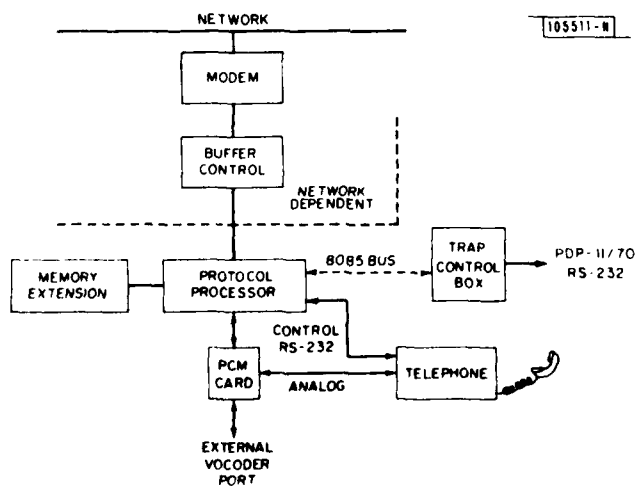 NETWORK
105511-N
MODEM
BUFFER
CONTROL
NETWORK
DEPENDENT
8085 BUS
TRAP
CONTROL
BOX
PDP-11/70
RS-232
MEMORY
EXTENSION
PROTOCOL
PROCESSOR
CONTROL
RS-232
PCM
CARD
ANALOG
TELEPHONE
EXTERNAL
VOCODER
PORT